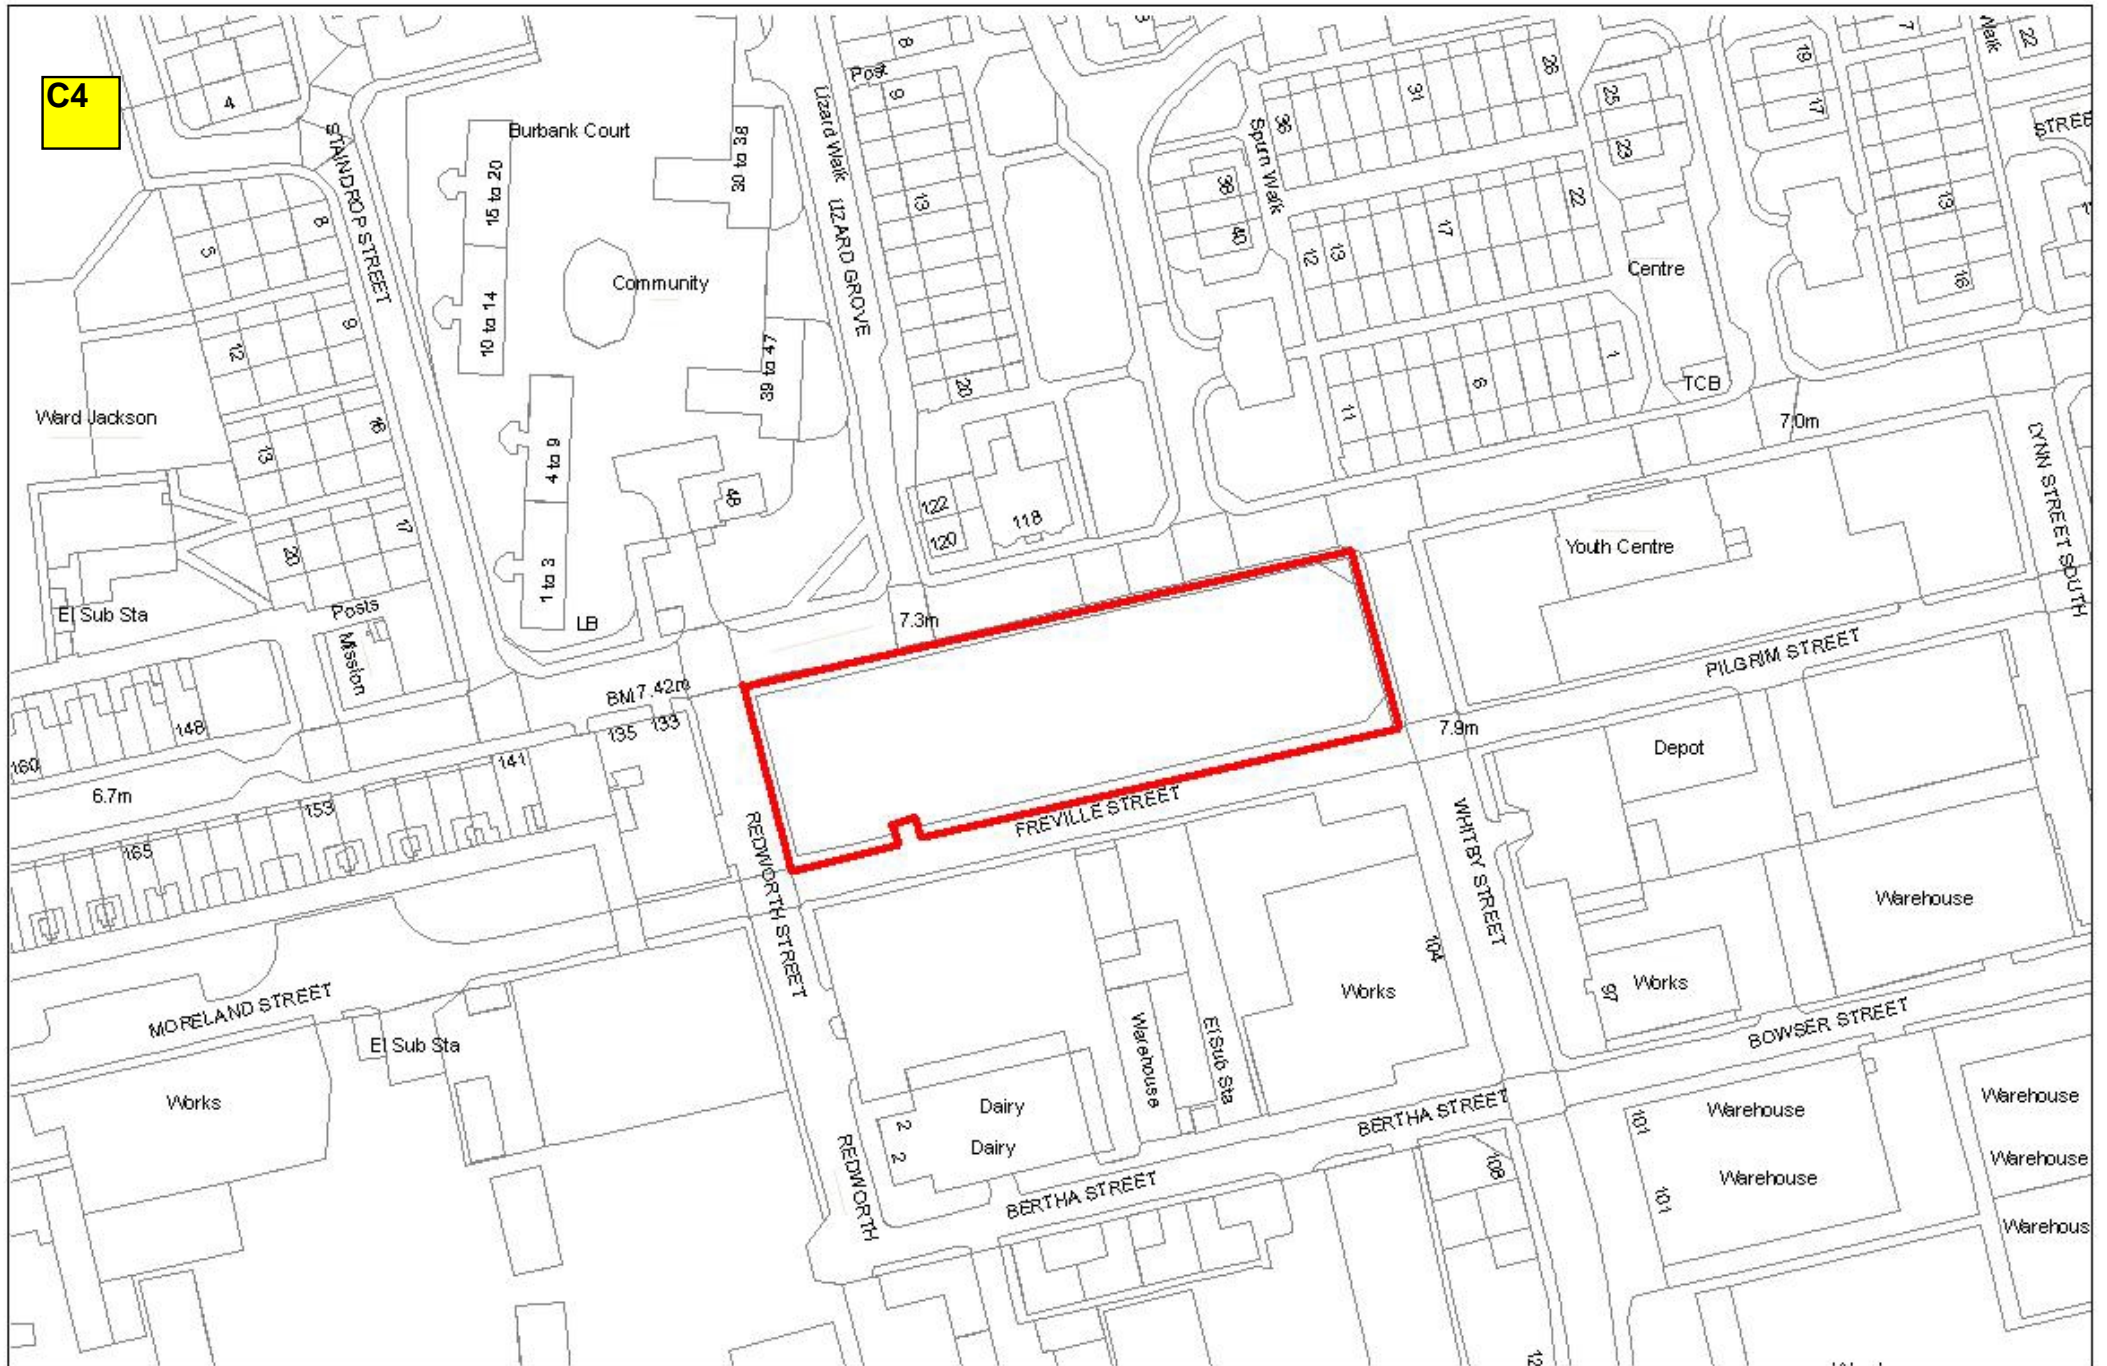 C4
4
STAINDROP STREET
Burbank Court
15 to 20
10 to 14
30 to 38
Community
39 to 47
4 to 9
1 to 3
48
LB
Lizard Walk
LIZARD GROVE
8
Post
9
13
20
122
120
118
Spurn Walk
36
31
26
38
40
12
13
17
22
25
23
Centre
11
6
1
TCB
7.0m
19
17
7
Walk
22
STREE
13
16
5
8
9
12
16
13
17
20
Ward Jackson
El Sub Sta
Posts
Mission
148
160
6.7m
141
153
165
BM 7.42m
135
133
7.3m
Youth Centre
LYNN STREET SOUTH
PILGRIM STREET
7.9m
Depot
FREVILLE STREET
REDWORTH STREET
WHITBY STREET
Warehouse
104
Works
97
Works
BOWSER STREET
MORELAND STREET
El Sub Sta
Works
Warehouse
El Sub Sta
Dairy
2
Dairy
2
REDWORTH
BERTHA STREET
BERTHA STREET
108
101
Warehouse
Warehouse
101
Warehouse
Warehouse
Warehous
12